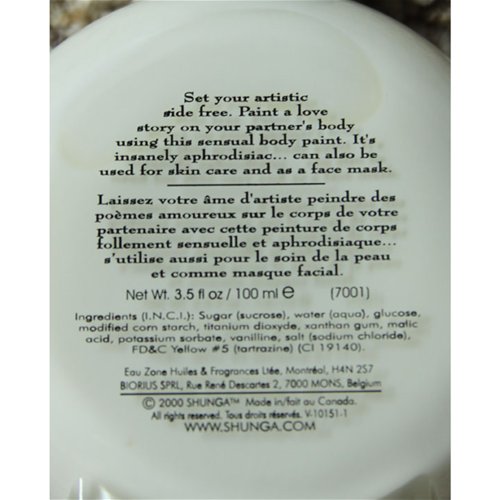 Set your artistic
side free. Paint a love
story on your partner's body
using this sensual body paint. It's
insanely aphrodisiac... can also be
used for skin care and as a face mask.
Laissez votre âme d'artiste peindre des
poèmes amoureux sur le corps de votre
partenaire avec cette peinture de corps
follement sensuelle et aphrodisiaque...
s'utilise aussi pour le soin de la peau
et comme masque facial.
Net Wt. 3.5 fl oz / 100 ml e (7001)
Ingredients (I.N.C.I.): Sugar (sucrose), water (aqua), glucose,
modified corn starch, titanium dioxyde, xanthan gum, malic
acid, potassium sorbate, vanilline, salt (sodium chloride),
FD&C Yellow #5 (tartrazine) (CI 19140).
Eau Zone Huiles & Fragrances Ltée, Montréal, H4N 2S7
BIORIUS SPRL, Rue René Descartes 2, 7000 MONS, Belgium
© 2000 SHUNGA™ Made in/fait au Canada.
All rights reserved. Tous droits réservés. V-10151-1
WWW.SHUNGA.COM